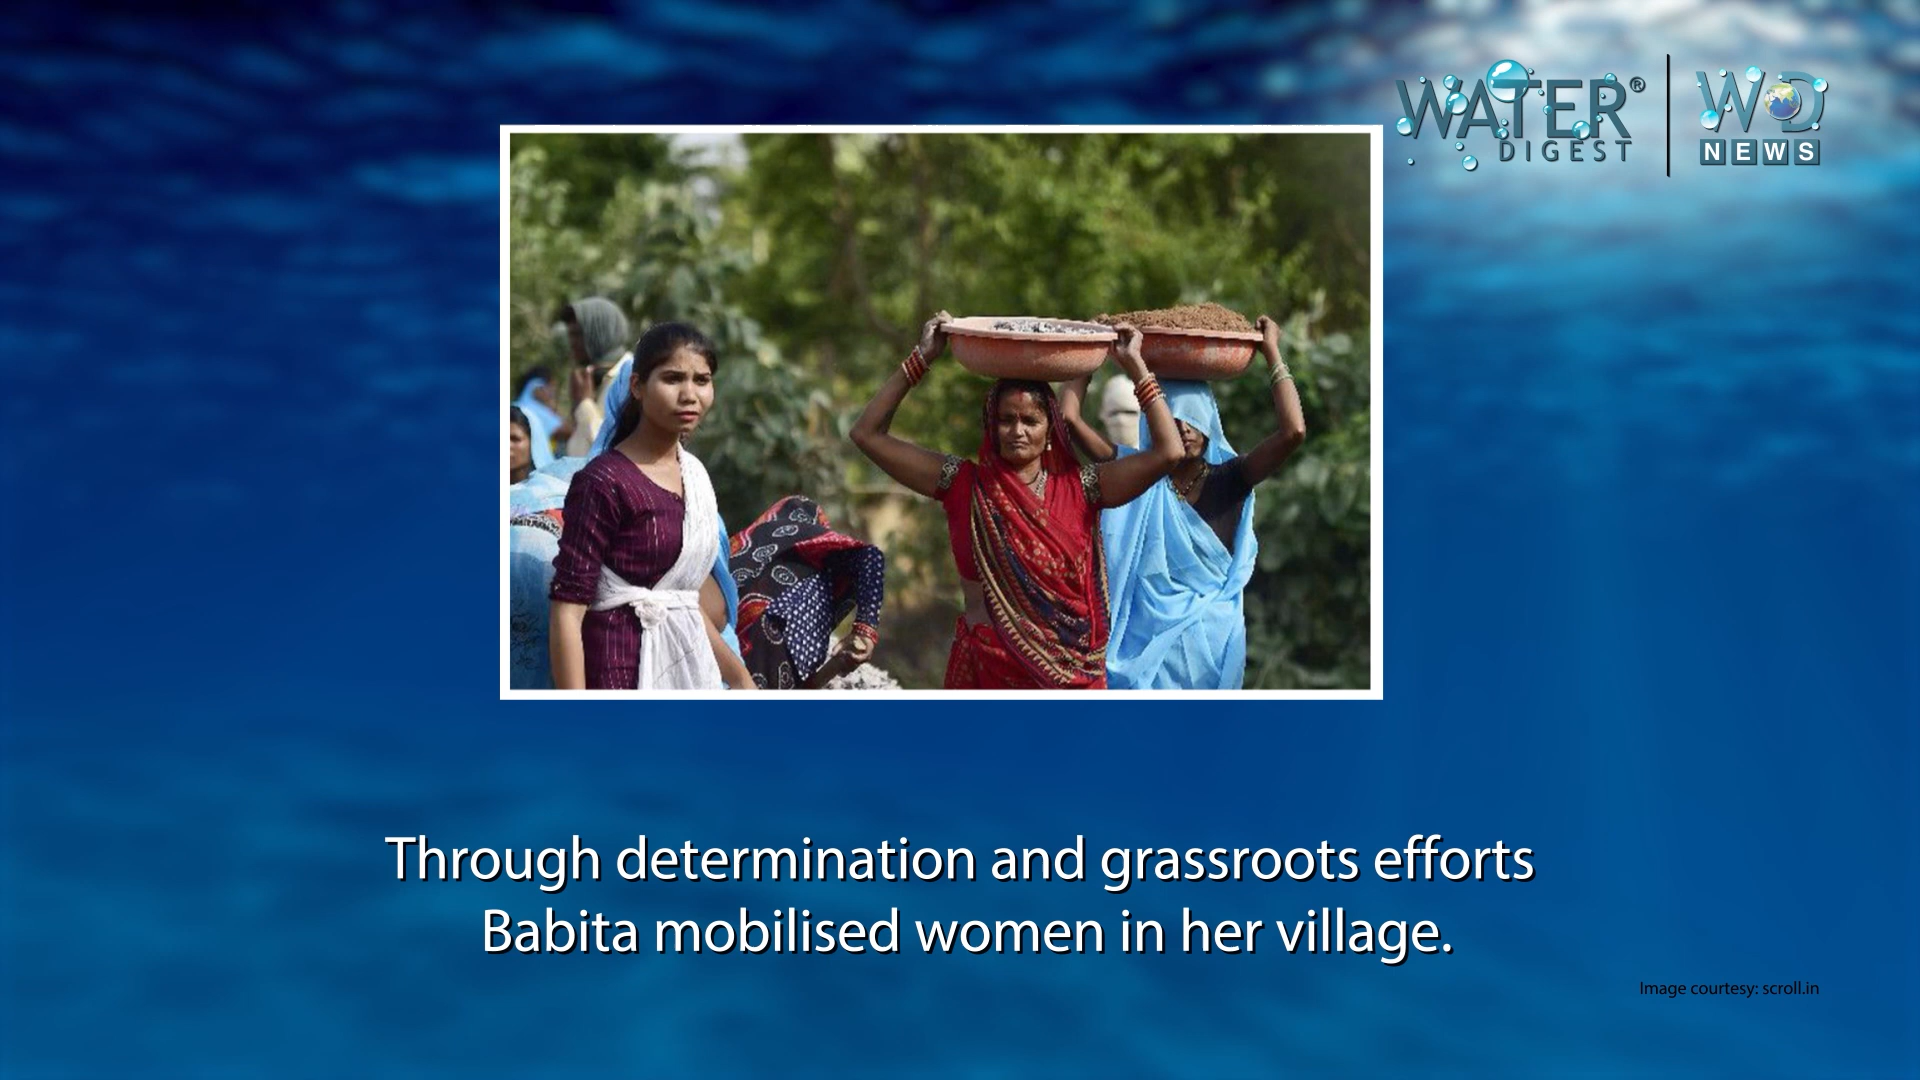 WATER®
DIGEST
WD
NEWS
Through determination and grassroots efforts
Babita mobilised women in her village.
Image courtesy: scroll.in